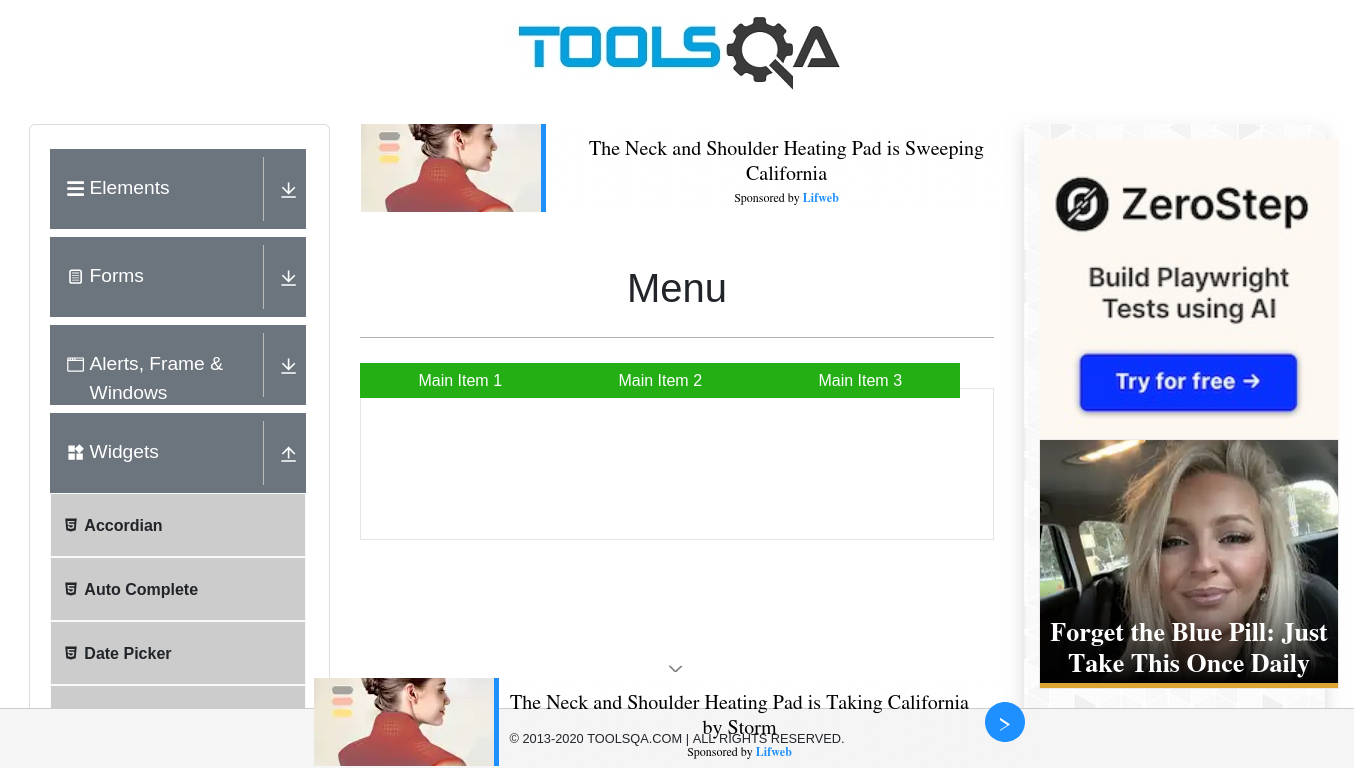 TOOLSQA
Elements
Forms
Alerts, Frame &
Windows
Widgets
Accordian
Auto Complete
Date Picker
The Neck and Shoulder Heating Pad is Sweeping
California
Sponsored by Lifweb
Menu
Main Item 1
Main Item 2
Main Item 3
ZeroStep
Build Playwright
Tests using AI
Try for free →
Forget the Blue Pill: Just
Take This Once Daily
The Neck and Shoulder Heating Pad is Taking California
by Storm
© 2013-2020 TOOLSQA.COM | ALL RIGHTS RESERVED.
Sponsored by Lifweb